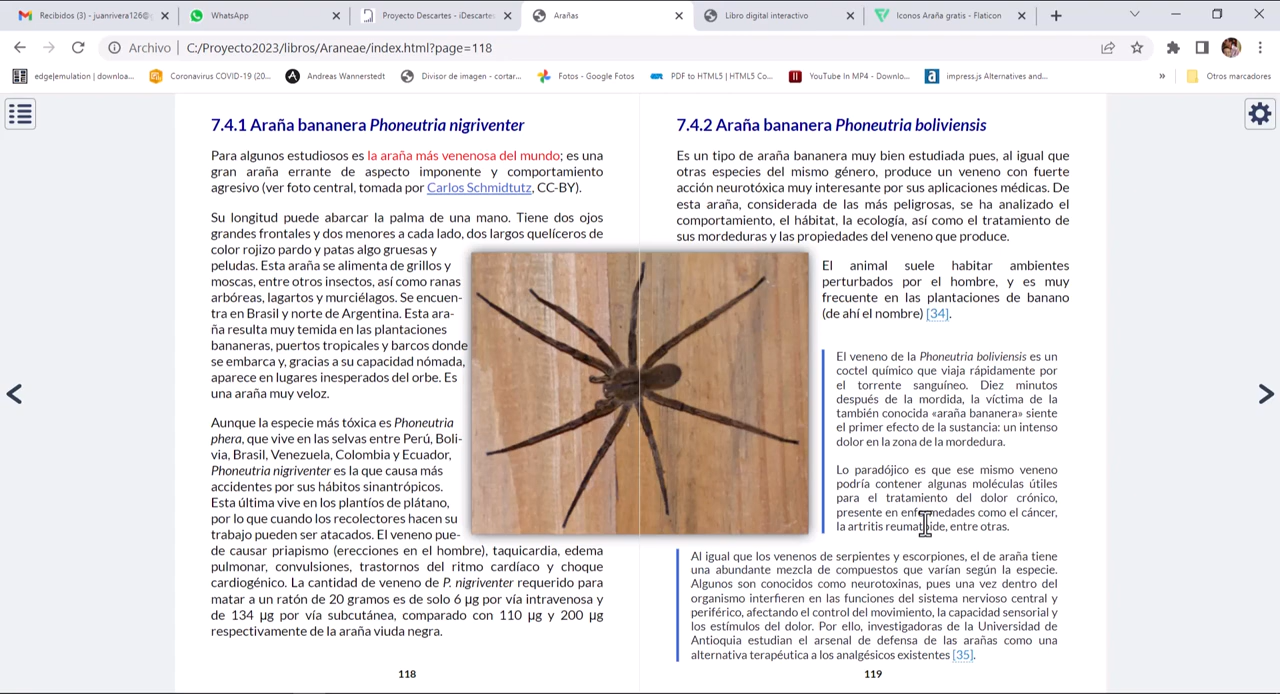 Recibidos (3) - juanrivera126@
WhatsApp
Proyecto Descartes - iDescartes
Arañas
Libro digital interactivo
Iconos Araña gratis - Flaticon
Archivo
C:/Proyecto2023/libros/Araneae/index.html?page=118
edge|emulation | downloa...
Coronavirus COVID-19 (20...
Andreas Wannerstedt
Divisor de imagen - cortar...
Fotos - Google Fotos
PDF to HTML5 | HTML5 Co...
YouTube In MP4 - Downlo...
impress.js Alternatives and...
»
Otros marcadores
7.4.1 Araña bananera Phoneutria nigriventer
Para algunos estudiosos es la araña más venenosa del mundo; es una
gran araña errante de aspecto imponente y comportamiento
agresivo (ver foto central, tomada por Carlos Schmidtutz, CC-BY).
Su longitud puede abarcar la palma de una mano. Tiene dos ojos
grandes frontales y dos menores a cada lado, dos largos quelíceros de
color rojizo pardo y patas algo gruesas y
peludas. Esta araña se alimenta de grillos y
moscas, entre otros insectos, así como ranas
arbóreas, lagartos y murciélagos. Se encuen-
tra en Brasil y norte de Argentina. Esta ara-
ña resulta muy temida en las plantaciones
bananeras, puertos tropicales y barcos donde
se embarca y, gracias a su capacidad nómada,
aparece en lugares inesperados del orbe. Es
una araña muy veloz.
Aunque la especie más tóxica es Phoneutria
phera, que vive en las selvas entre Perú, Boli-
via, Brasil, Venezuela, Colombia y Ecuador,
Phoneutria nigriventer es la que causa más
accidentes por sus hábitos sinantrópicos.
Esta última vive en los plantíos de plátano,
por lo que cuando los recolectores hacen su
trabajo pueden ser atacados. El veneno pue-
de causar priapismo (erecciones en el hombre), taquicardia, edema
pulmonar, convulsiones, trastornos del ritmo cardíaco y choque
cardiogénico. La cantidad de veneno de P. nigriventer requerido para
matar a un ratón de 20 gramos es de solo 6 μg por vía intravenosa y
de 134 μg por vía subcutánea, comparado con 110 μg y 200 μg
respectivamente de la araña viuda negra.
118
7.4.2 Araña bananera Phoneutria boliviensis
Es un tipo de araña bananera muy bien estudiada pues, al igual que
otras especies del mismo género, produce un veneno con fuerte
acción neurotóxica muy interesante por sus aplicaciones médicas. De
esta araña, considerada de las más peligrosas, se ha analizado el
comportamiento, el hábitat, la ecología, así como el tratamiento de
sus mordeduras y las propiedades del veneno que produce.
El animal suele habitar ambientes
perturbados por el hombre, y es muy
frecuente en las plantaciones de banano
(de ahí el nombre) [34].
El veneno de la Phoneutria boliviensis es un
coctel químico que viaja rápidamente por
el torrente sanguíneo. Diez minutos
después de la mordida, la víctima de la
también conocida «araña bananera» siente
el primer efecto de la sustancia: un intenso
dolor en la zona de la mordedura.
Lo paradójico es que ese mismo veneno
podría contener algunas moléculas útiles
para el tratamiento del dolor crónico,
presente en enfermedades como el cáncer,
la artritis reumatoide, entre otras.
Al igual que los venenos de serpientes y escorpiones, el de araña tiene
una abundante mezcla de compuestos que varían según la especie.
Algunos son conocidos como neurotoxinas, pues una vez dentro del
organismo interfieren en las funciones del sistema nervioso central y
periférico, afectando el control del movimiento, la capacidad sensorial y
los estímulos del dolor. Por ello, investigadoras de la Universidad de
Antioquia estudian el arsenal de defensa de las arañas como una
alternativa terapéutica a los analgésicos existentes [35].
119